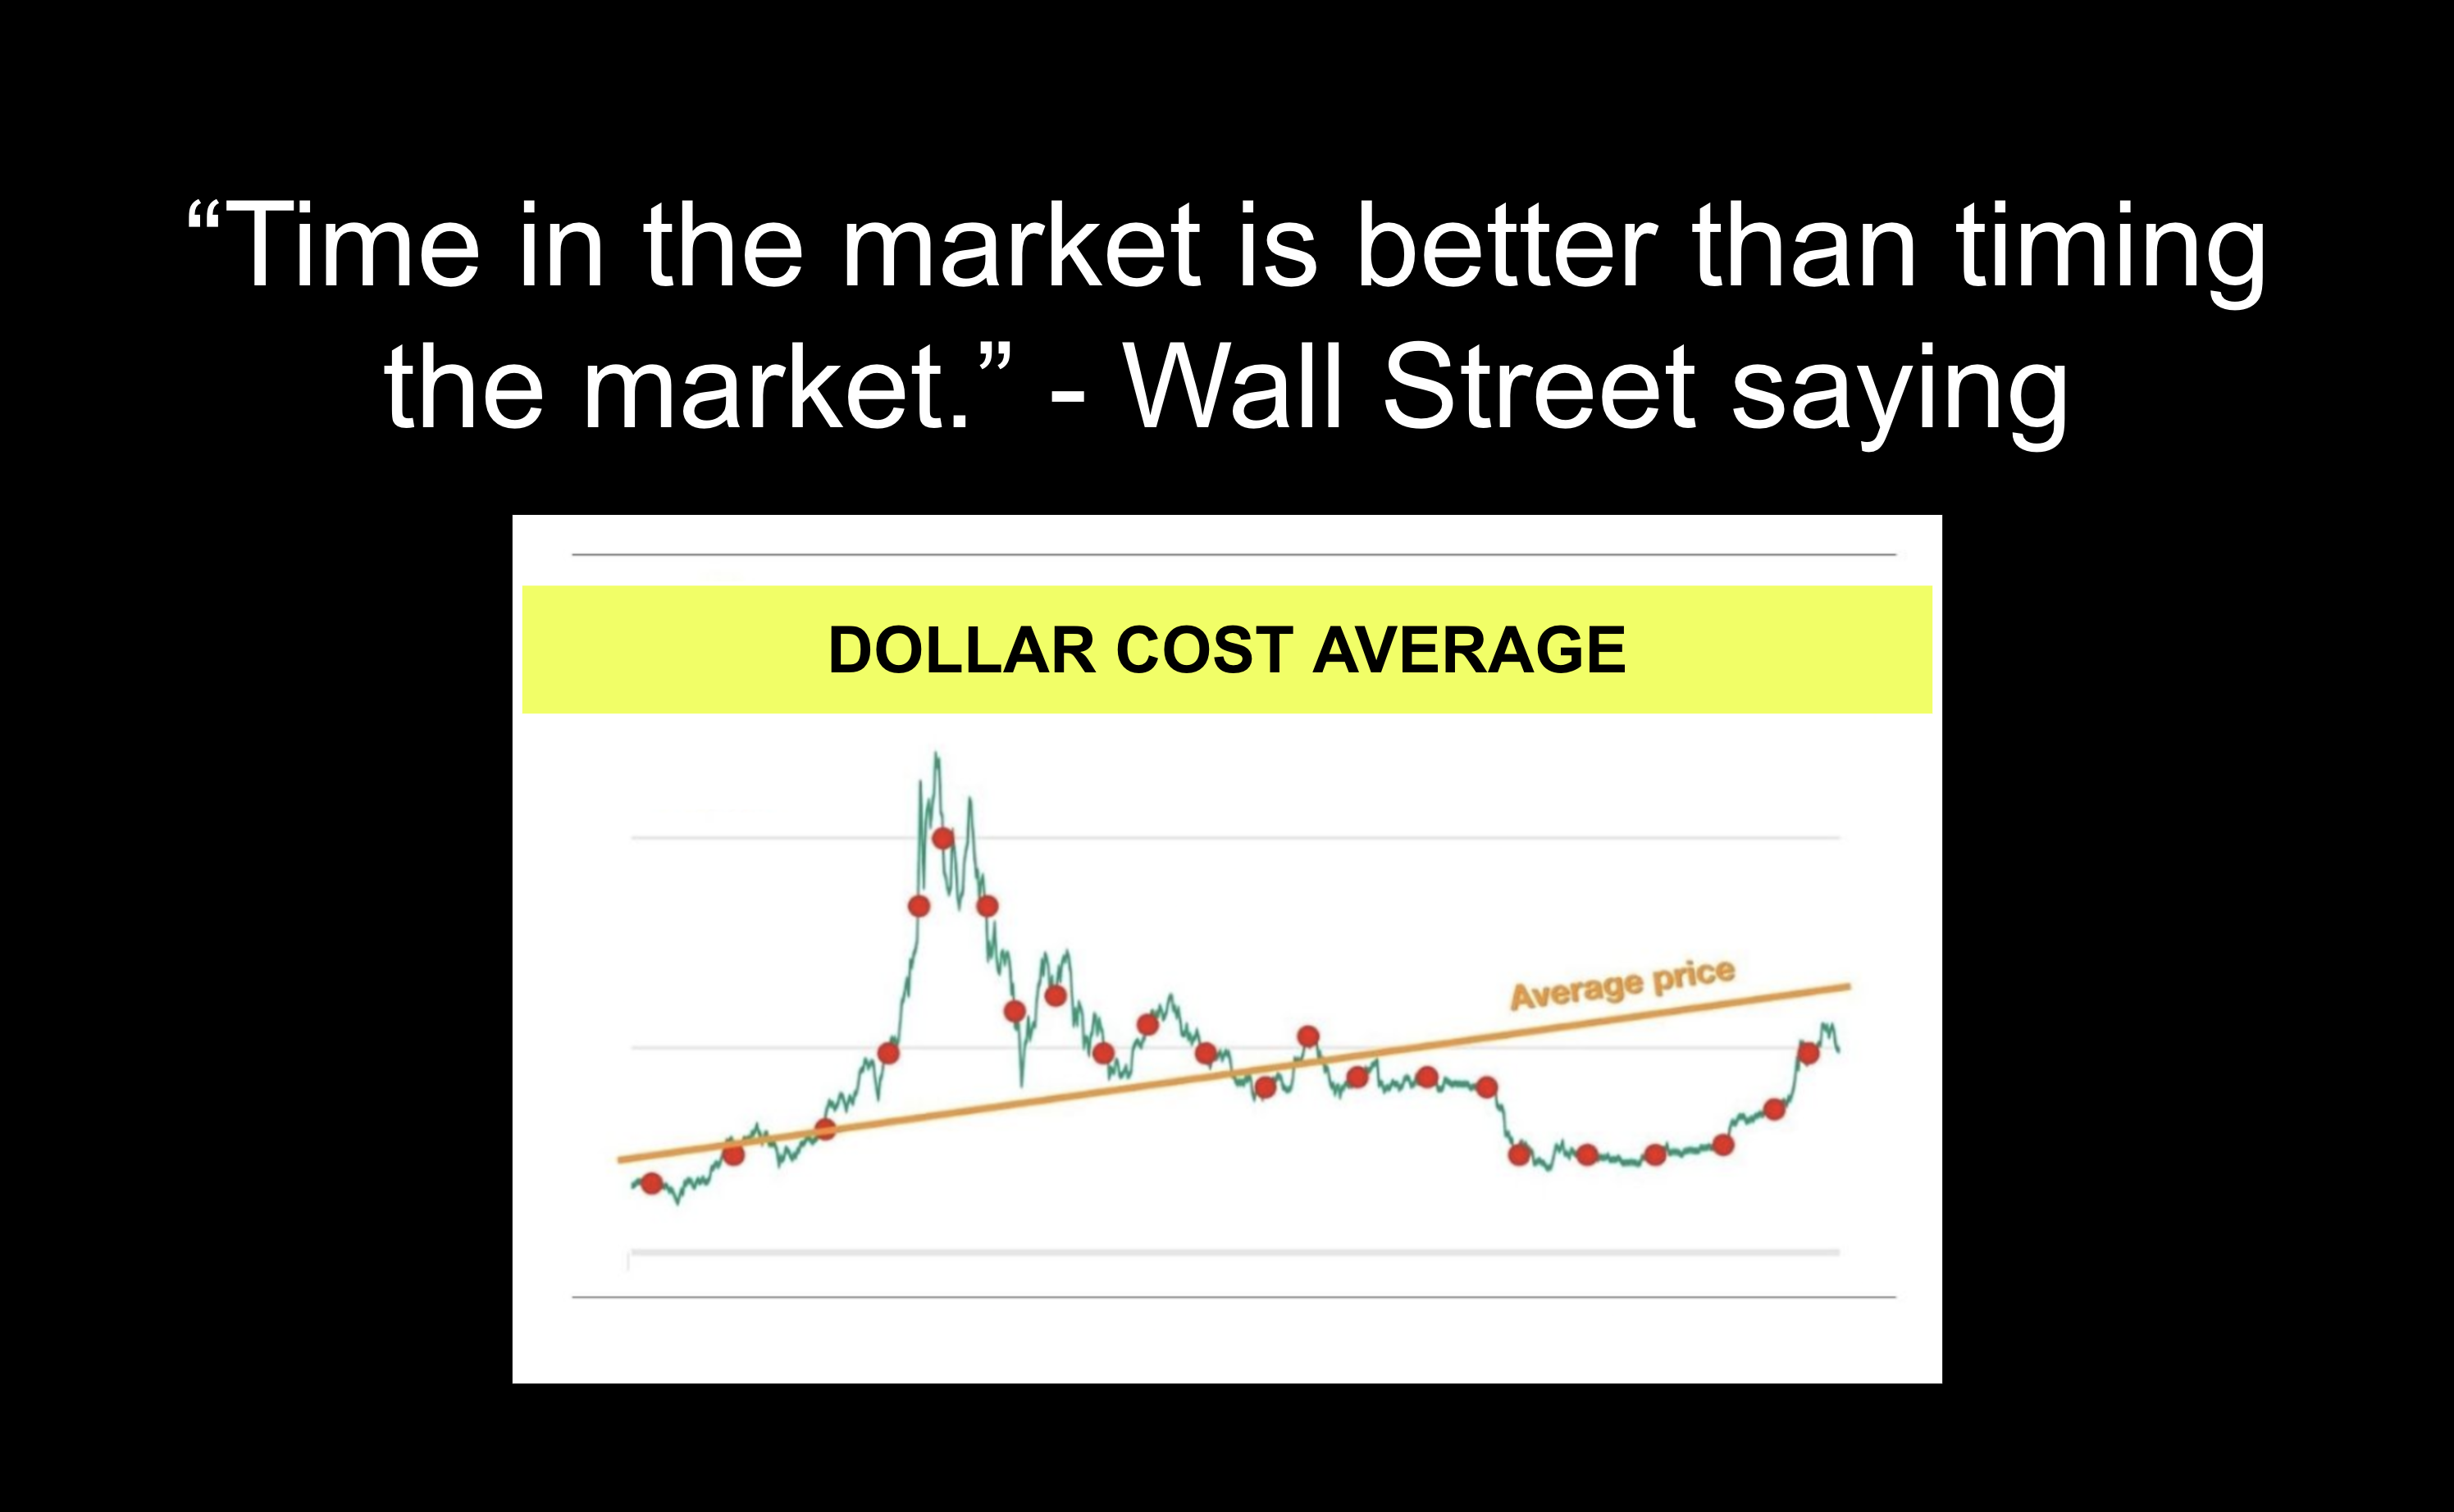 “Time in the market is better than timing
the market.” - Wall Street saying
DOLLAR COST AVERAGE
Average price